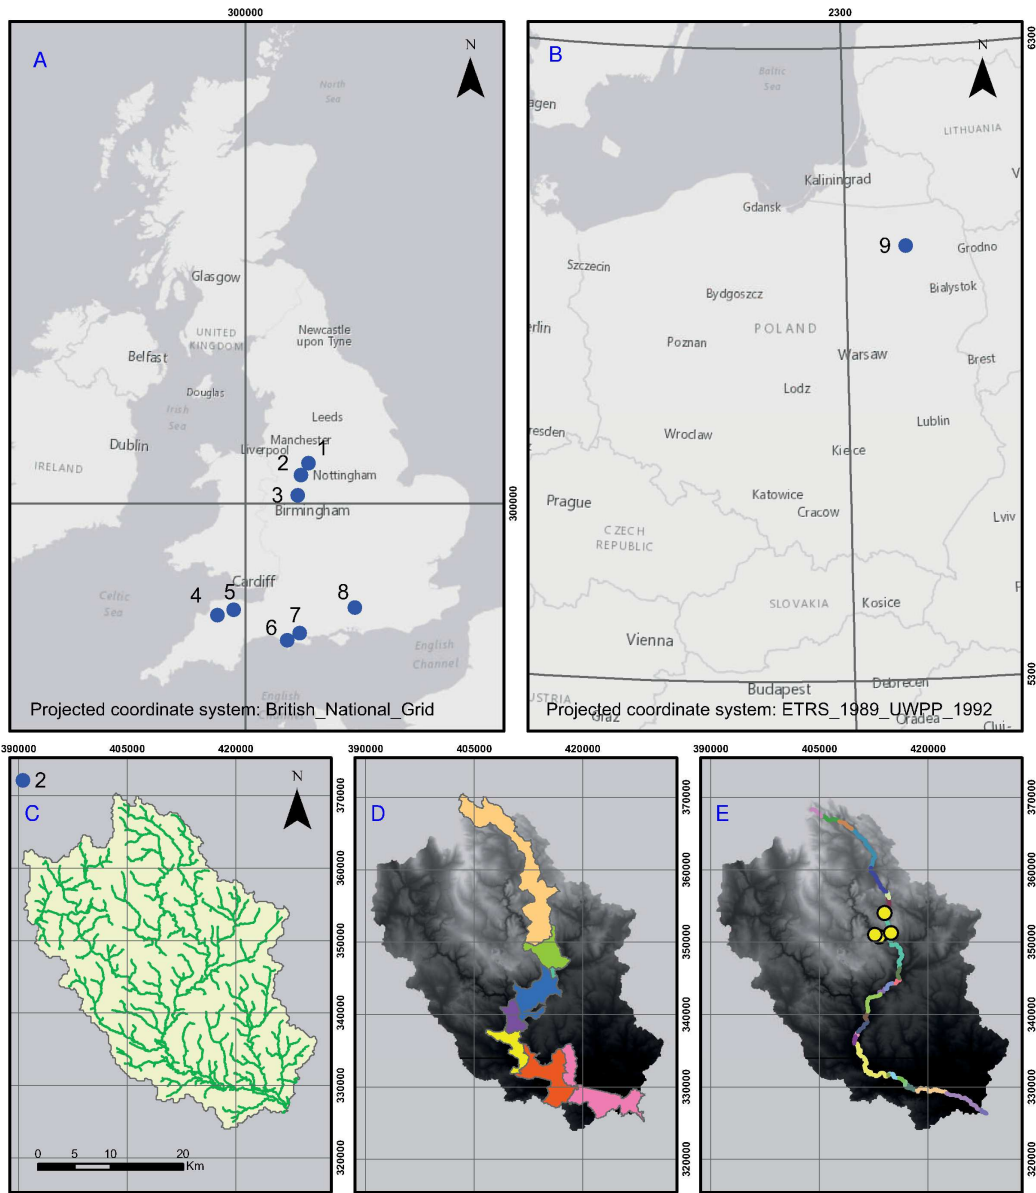 300000
A
N
North
Sea
Glasgow
UNITED
KINGDOM
Newcastle
upon Tyne
Belfast
Douglas
Irish
Sea
Leeds
Dublin
Manchester
Liverpool
1
2
Nottingham
IRELAND
3
300000
Birmingham
Cardiff
Celtic
Sea
4
5
8
6
7
English
Channel
English
Projected coordinate system: British_National_Grid
2300
6300
B
N
Baltic
Sea
agen
LITHUANIA
Kaliningrad
V
Gdansk
9
Grodno
Szczecin
Bialystok
Bydgoszcz
erlin
POLAND
Poznan
Warsaw
Brest
Lodz
Lublin
resden
Wroclaw
Kielce
Katowice
Prague
Cracow
Lviv
CZECH
REPUBLIC
SLOVAKIA
Kosice
Vienna
5300
Budapest
Debrecen
USTRIA
Projected coordinate system: ETRS_1989_UWPP_1992
Graz
Oradea
Cluj-
390000 405000 420000
2
C
N
370000
360000
350000
340000
330000
320000
0 5 10 20
Km
390000 405000 420000
D
370000
360000
350000
340000
330000
320000
390000 405000 420000
E
370000
360000
350000
340000
330000
320000